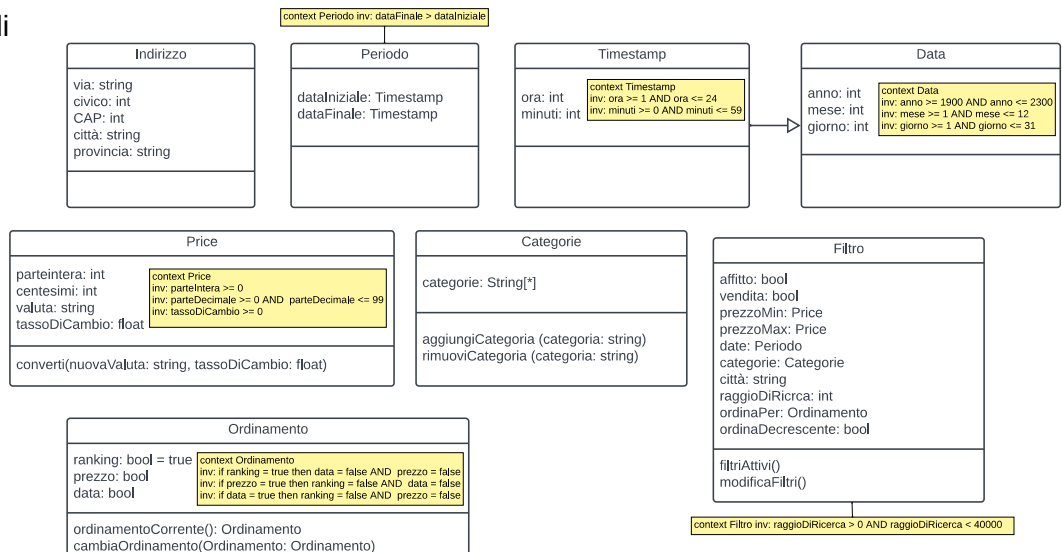 li
context Periodo inv: dataFinale > dataIniziale
Indirizzo
via: string
civico: int
CAP: int
città: string
provincia: string
Periodo
dataIniziale: Timestamp
dataFinale: Timestamp
Timestamp
ora: int
minuti: int
context Timestamp
inv: ora >= 1 AND ora <= 24
inv: minuti >= 0 AND minuti <= 59
Data
anno: int
mese: int
giorno: int
context Data
inv: anno >= 1900 AND anno <= 2300
inv: mese >= 1 AND mese <= 12
inv: giorno >= 1 AND giorno <= 31
Price
parteintera: int
centesimi: int
valuta: string
tassoDiCambio: float
context Price
inv: parteIntera >= 0
inv: parteDecimale >= 0 AND parteDecimale <= 99
inv: tassoDiCambio >= 0
converti(nuovaValuta: string, tassoDiCambio: float)
Categorie
categorie: String[*]
aggiungiCategoria (categoria: string)
rimuoviCategoria (categoria: string)
Filtro
affitto: bool
vendita: bool
prezzoMin: Price
prezzoMax: Price
date: Periodo
categorie: Categorie
città: string
raggioDiRicrca: int
ordinaPer: Ordinamento
ordinaDecrescente: bool
filtriAttivi()
modificaFiltri()
context Filtro inv: raggioDiRicerca > 0 AND raggioDiRicerca < 40000
Ordinamento
ranking: bool = true
prezzo: bool
data: bool
context Ordinamento
inv: if ranking = true then data = false AND prezzo = false
inv: if prezzo = true then ranking = false AND data = false
inv: if data = true then ranking = false AND prezzo = false
ordinamentoCorrente(): Ordinamento
cambiaOrdinamento(Ordinamento: Ordinamento)